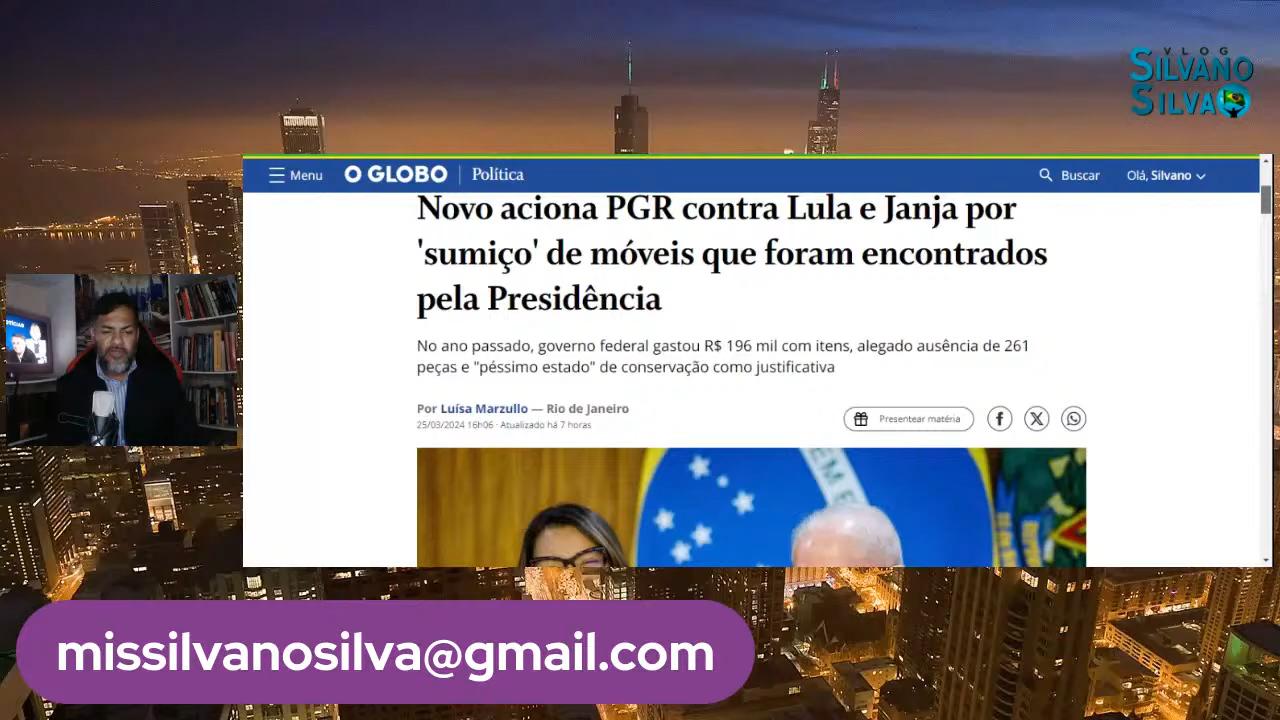 VLOG
SILVANO
SILVA
Menu
O GLOBO
Política
Buscar
Olá, Silvano
Novo aciona PGR contra Lula e Janja por
'sumiço' de móveis que foram encontrados
pela Presidência
No ano passado, governo federal gastou R$ 196 mil com itens, alegado ausência de 261
peças e "péssimo estado" de conservação como justificativa
Por Luísa Marzullo — Rio de Janeiro
25/03/2024 16h06 · Atualizado há 7 horas
Presentear matéria
missilvanosilva@gmail.com